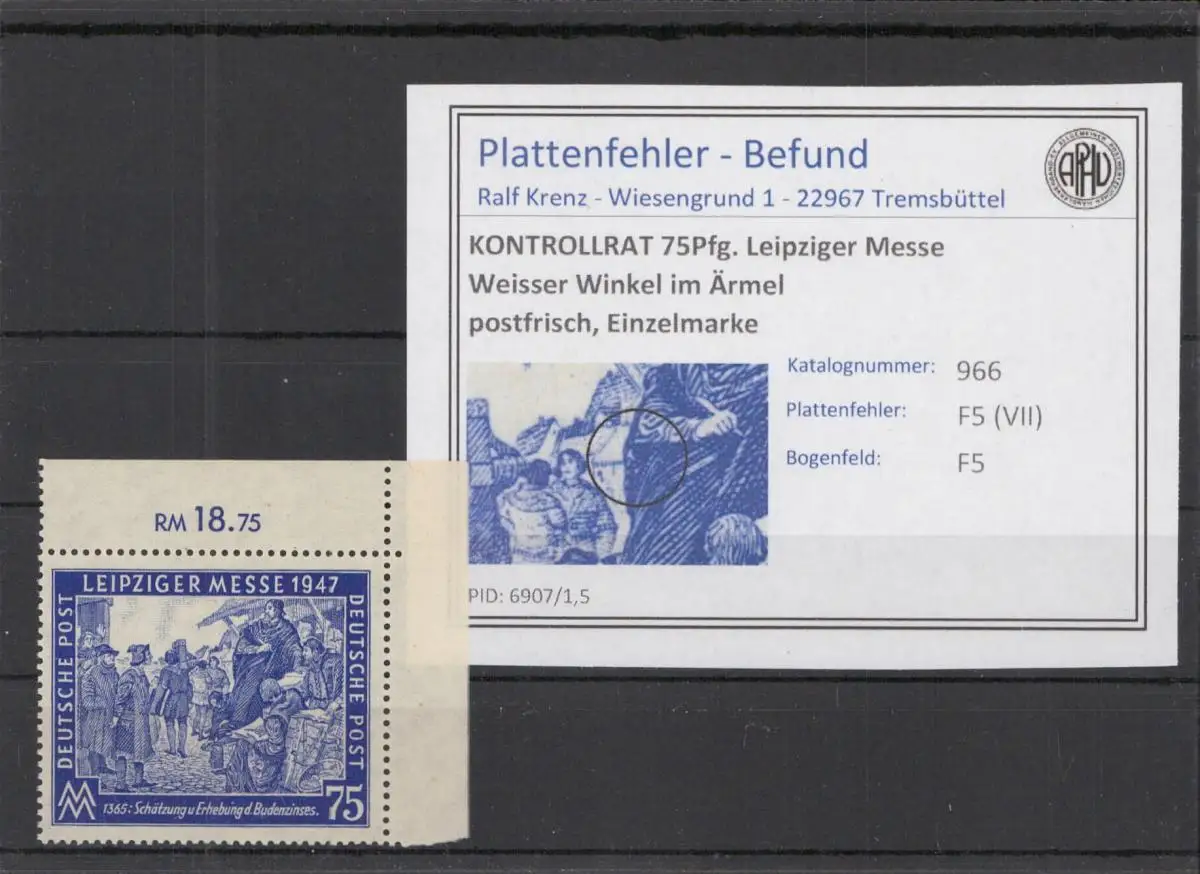 Plattenfehler - Befund
Ralf Krenz - Wiesengrund 1 - 22967 Tremsbüttel
APHV
KONTROLLRAT 75Pfg. Leipziger Messe
Weisser Winkel im Ärmel
postfrisch, Einzelmarke
Katalognummer: 966
Plattenfehler: F5 (VII)
Bogenfeld: F5
PID: 6907/1,5
RM 18.75
LEIPZIGER MESSE 1947
DEUTSCHE POST
DEUTSCHE POST
1365: Schätzung u Erhebung d. Budenzinses.
75